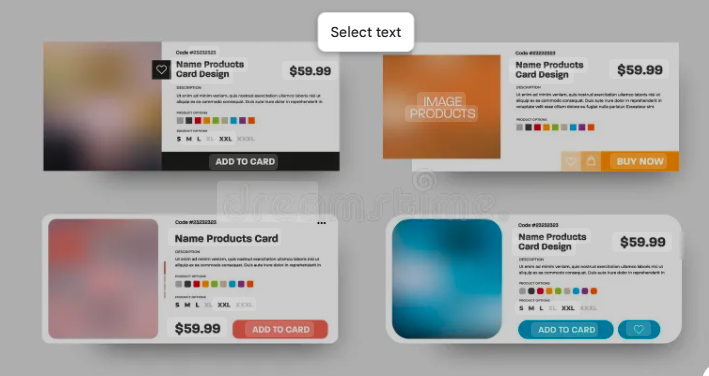 Select text
Code #23232323
Name Products
Card Design
$59.99
DESCRIPTION
Ut enim ad minim veniam, quis nostrud exercitation ullamco laboris nisi ut
aliquip ex ea commodo consequat. Duis aute irure dolor in reprehenderit in
PRODUCT OPTIONS
PRODUCT OPTIONS
S M L XL XXL XXXL
ADD TO CARD
Code #23232323
Name Products
Card Design
$59.99
IMAGE
PRODUCTS
DESCRIPTION
Ut enim ad minim veniam, quis nostrud exercitation ullamco laboris nisi ut
aliquip ex ea commodo consequat. Duis aute irure dolor in reprehenderit in
voluptate velit esse cillum dolore eu fugiat nulla pariatur. Excepteur sint
PRODUCT OPTIONS
BUY NOW
dreamstime.
Code #23232323
Name Products Card
Ut enim ad minim veniam, quis nostrud exercitation ullamco laboris nisi ut
aliquip ex ea commodo consequat. Duis aute irure dolor in reprehenderit in
PRODUCT OPTIONS
PRODUCT OPTIONS
S M L XL XXL XXXL
$59.99
ADD TO CARD
Code #23232323
Name Products
Card Design
$59.99
DESCRIPTION
Ut enim ad minim veniam, quis nostrud exercitation ullamco laboris nisi ut
aliquip ex ea commodo consequat. Duis aute irure dolor in reprehenderit in
PRODUCT OPTIONS
PRODUCT OPTIONS
S M L XL XXL XXXL
ADD TO CARD